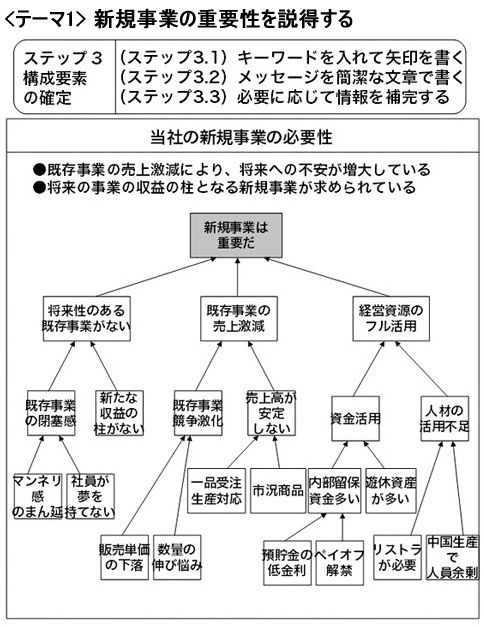 <テーマ1> 新規事業の重要性を説得する
ステップ3
構成要素
の確定
(ステップ3.1) キーワードを入れて矢印を書く
(ステップ3.2) メッセージを簡潔な文章で書く
(ステップ3.3) 必要に応じて情報を補完する
当社の新規事業の必要性
●既存事業の売上激減により、将来への不安が増大している
●将来の事業の収益の柱となる新規事業が求められている
新規事業は
重要だ
将来性のある
既存事業がない
既存事業の
売上激減
経営資源の
フル活用
既存事業
の閉塞感
新たな
収益の
柱がない
既存事業
競争激化
売上高が
安定
しない
資金活用
人材の
活用不足
マンネリ
感
のまん延
社員が
夢を
持てない
一品受注
生産対応
市況商品
内部留保
資金多い
遊休資産
が多い
販売単価
の下落
数量の
伸び悩み
預貯金の
低金利
ペイオフ
解禁
リストラ
が必要
中国生産
で
人員余剰